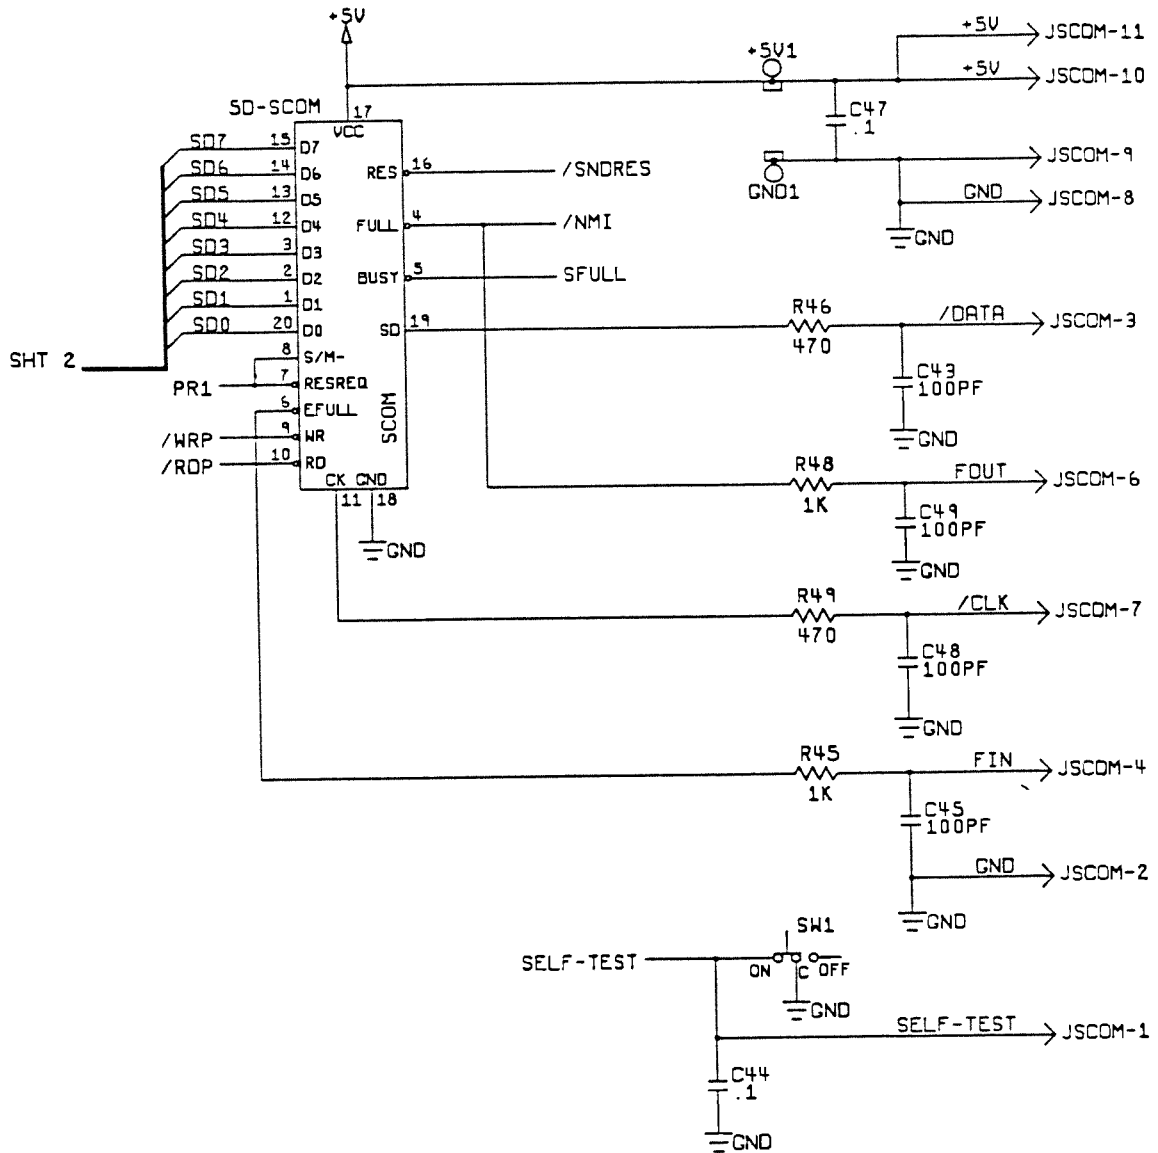 +5V
+5V JSCOM-11
+5V1
+5V JSCOM-10
5D-SCOM
17
VCC
C47
.1
SD7 15 D7
SD6 14 D6
SD5 13 D5
SD4 12 D4
SD3 3 D3
SD2 2 D2
SD1 1 D1
SD0 20 D0
8 S/M-
PR1 7 RESREQ
6 EFULL
/WRP 9 WR
/RDP 10 RD
SHT 2
RES 16 /SNDRES
FULL 4 /NMI
BUST 5 SFULL
SD 19
SCOM
CK GND
11 18
GND
JSCOM-9
GND1
GND JSCOM-8
GND
R46
470
/DATA JSCOM-3
C43
100PF
GND
R48
1K
FOUT JSCOM-6
C49
100PF
GND
R49
470
/CLK JSCOM-7
C48
100PF
GND
R45
1K
FIN JSCOM-4
C45
100PF
GND JSCOM-2
GND
SW1
SELF-TEST ON C OFF
GND
SELF-TEST JSCOM-1
C44
.1
GND